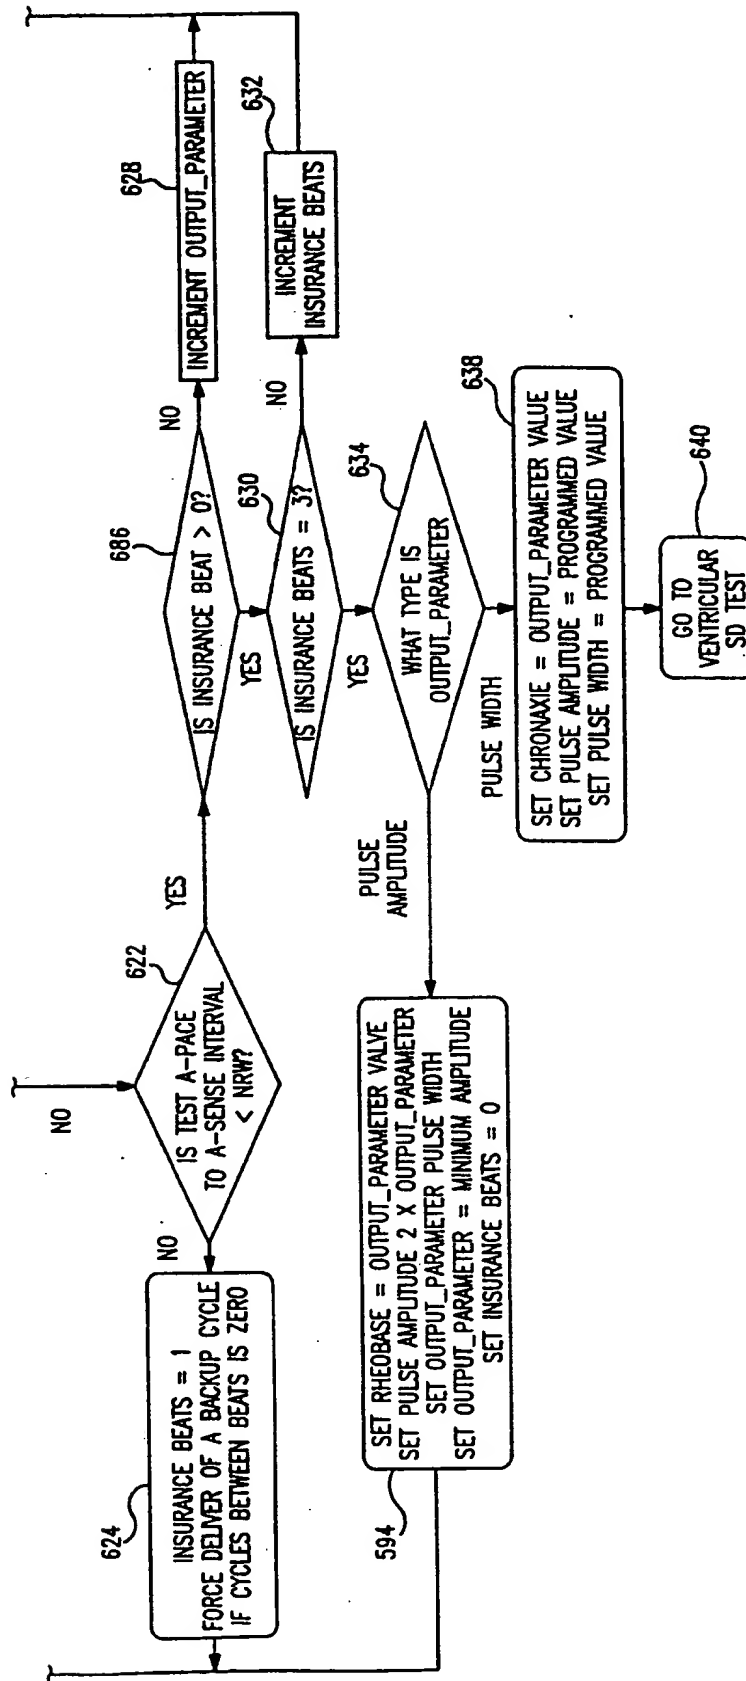 NO
622
IS TEST A-PACE
TO A-SENSE INTERVAL
< NRW?
NO
YES
624
INSURANCE BEATS = 1
FORCE DELIVER OF A BACKUP CYCLE
IF CYCLES BETWEEN BEATS IS ZERO
686
IS INSURANCE BEAT > 0?
NO
YES
628
INCREMENT OUTPUT_PARAMETER
630
IS INSURANCE BEATS = 3?
NO
YES
632
INCREMENT
INSURANCE BEATS
634
WHAT TYPE IS
OUTPUT_PARAMETER
PULSE
AMPLITUDE
PULSE WIDTH
594
SET RHEOBASE = OUTPUT_PARAMETER VALVE
SET PULSE AMPLITUDE 2 X OUTPUT_PARAMETER
SET OUTPUT_PARAMETER PULSE WIDTH
SET OUTPUT_PARAMETER = MINIMUM AMPLITUDE
SET INSURANCE BEATS = 0
638
SET CHRONAXIE = OUTPUT_PARAMETER VALUE
SET PULSE AMPLITUDE = PROGRAMMED VALUE
SET PULSE WIDTH = PROGRAMMED VALUE
640
GO TO
VENTRICULAR
SD TEST